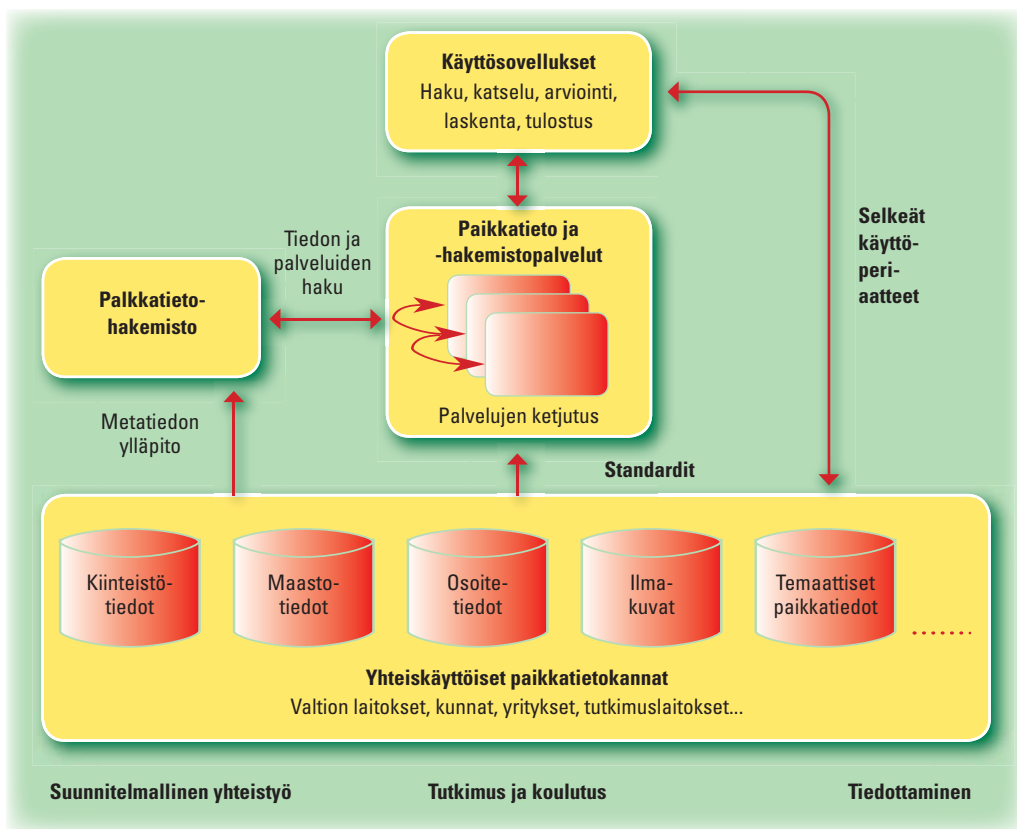 Käyttösovellukset
Haku, katselu, arviointi,
laskenta, tulostus
Selkeät
käyttö-
peri-
aatteet
Tiedon ja
palveluiden
haku
Paikkatieto ja
-hakemistopalvelut
Palvelujen ketjutus
Palkkatieto-
hakemisto
Metatiedon
ylläpito
Standardit
Kiinteistö-
tiedot
Maasto-
tiedot
Osoite-
tiedot
Ilma-
kuvat
Temaattiset
paikkatiedot
Yhteiskäyttöiset paikkatietokannat
Valtion laitokset, kunnat, yritykset, tutkimuslaitokset...
Suunnitelmallinen yhteistyö
Tutkimus ja koulutus
Tiedottaminen